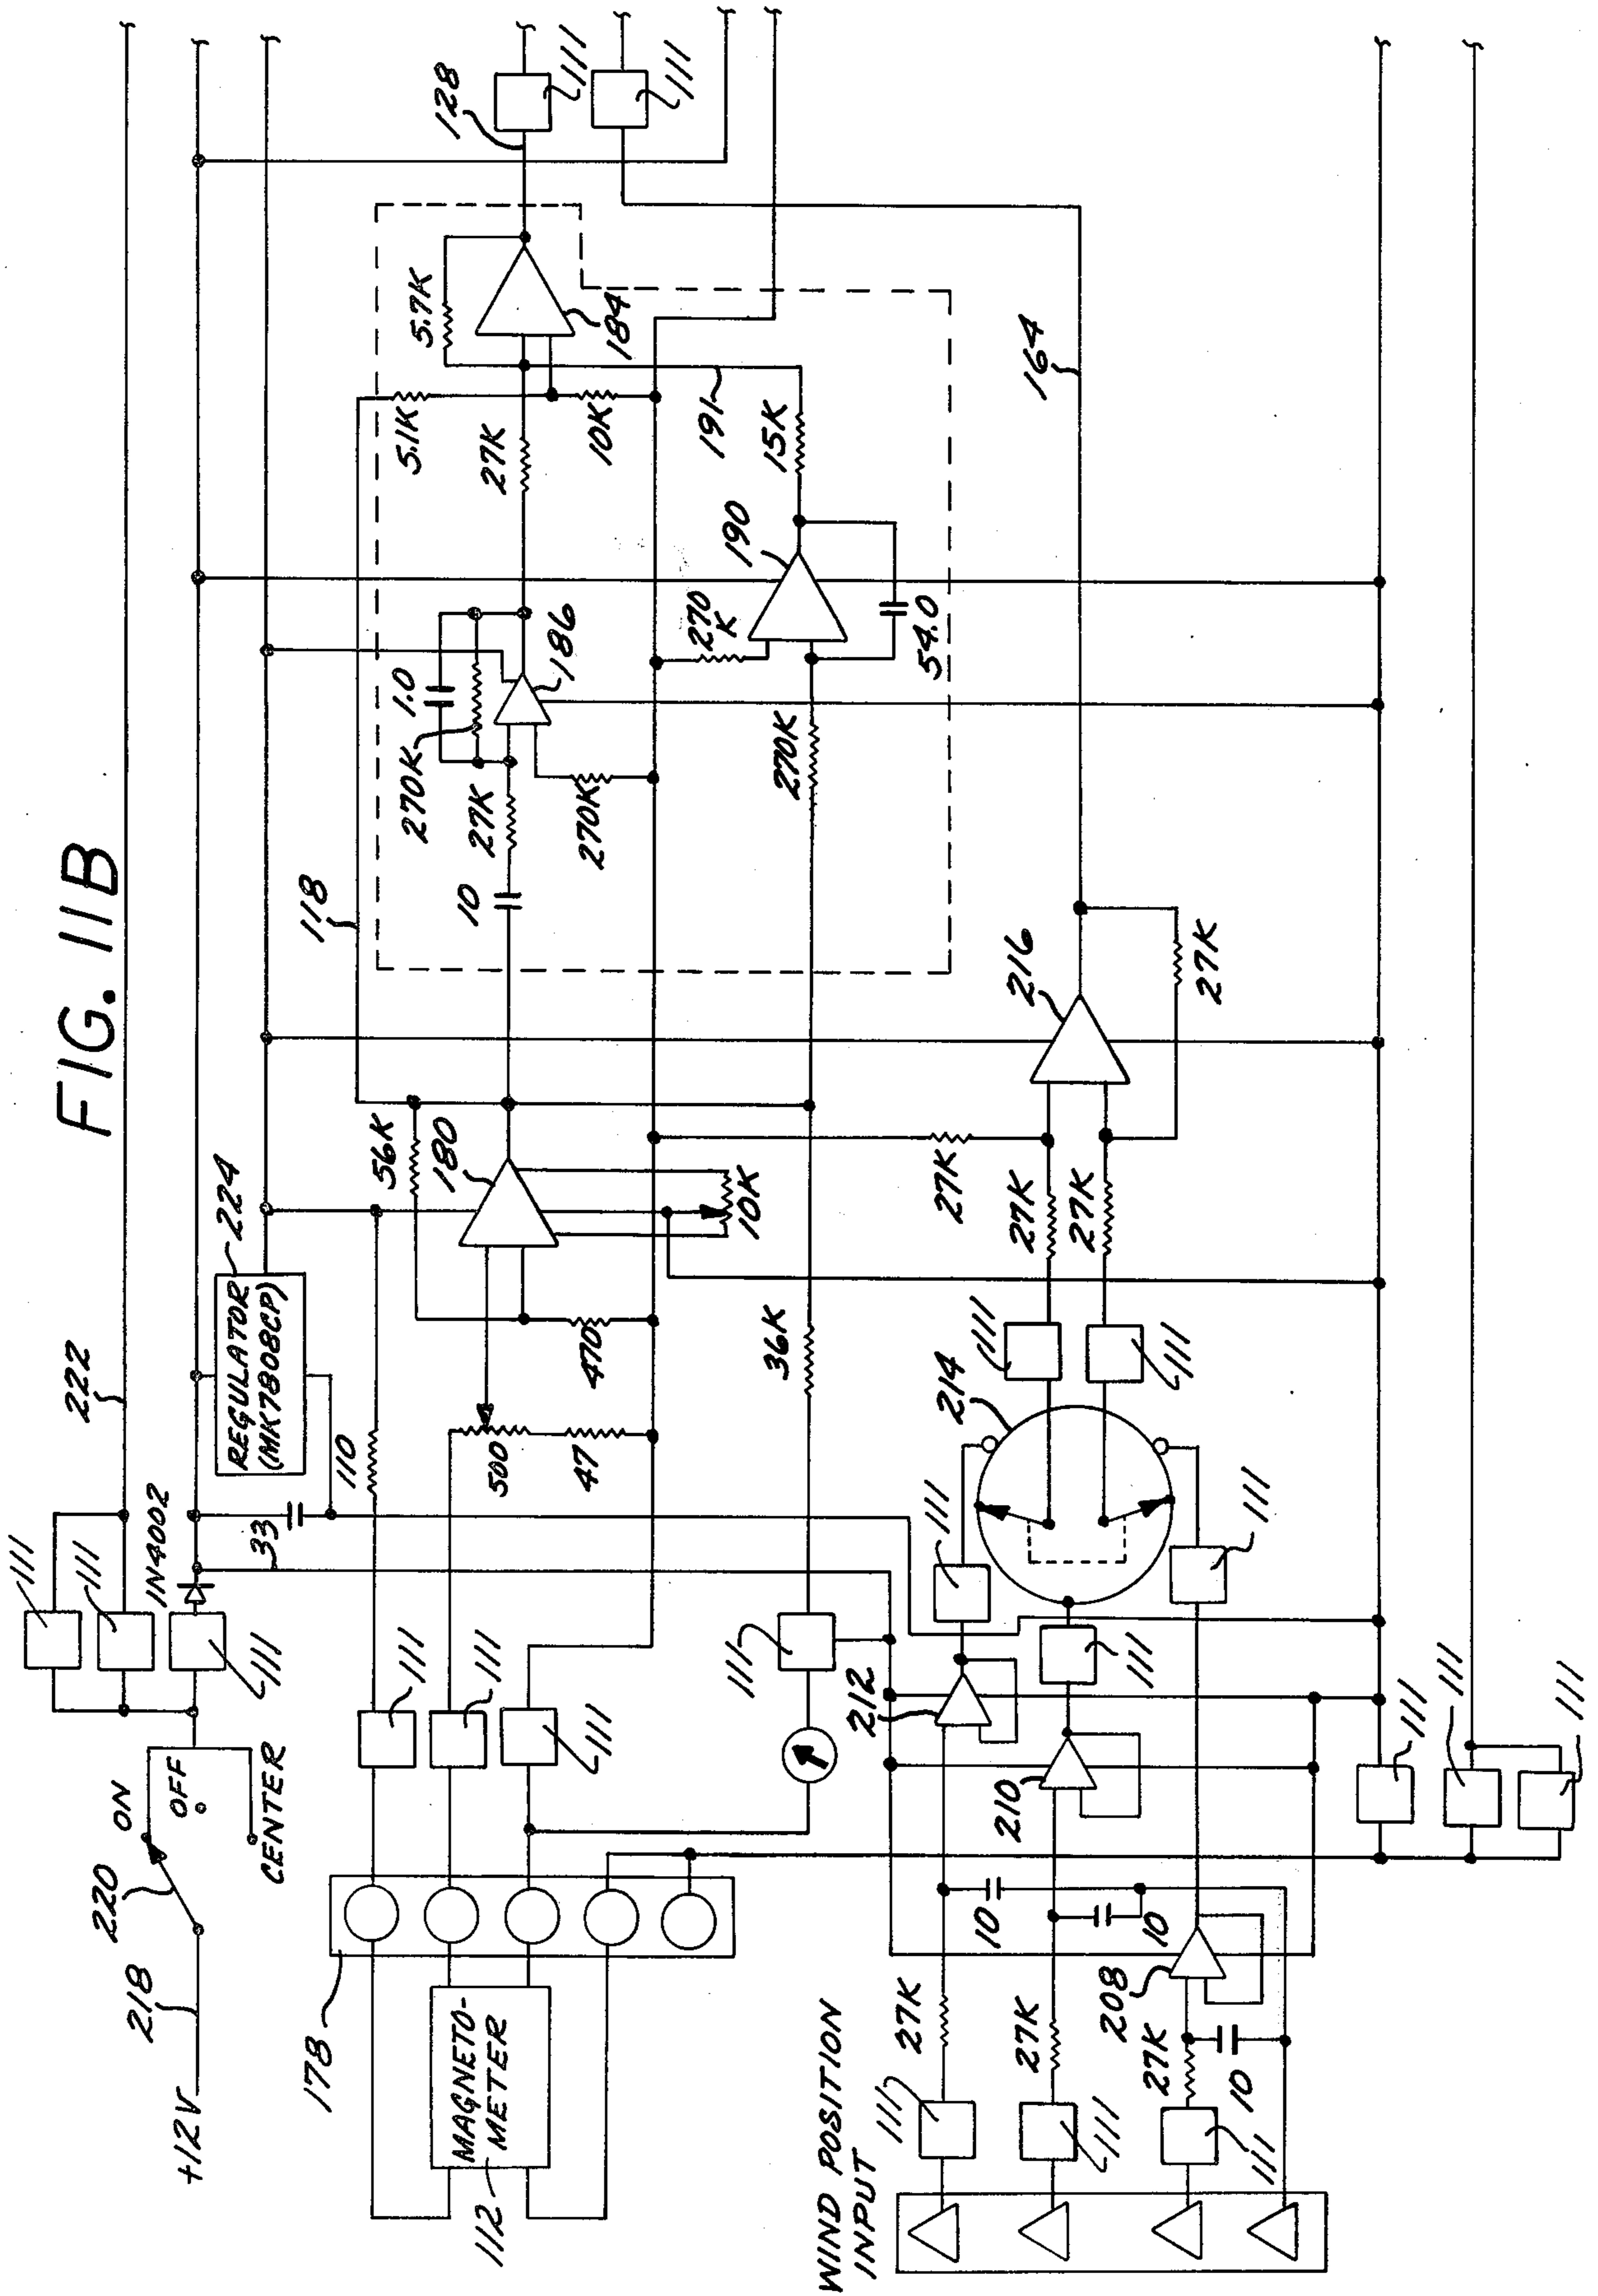 FIG. 11B
+12V
218
220
ON
OFF
CENTER
111
111
111
1N4002
33
222
REGULATOR
(MK7808CP)
224
118
128
111
111
178
112
MAGNETO-
METER
111
111
111
110
500
47
470
56K
180
10K
36K
111
10
27K
270K
1.0
270K
186
27K
5.1K
5.7K
10K
184
191
270
K
190
270K
54.0
15K
164
WIND POSITION
INPUT
111
111
111
27K
27K
27K
10
10
10
208
210
212
111
111
111
214
111
111
27K
27K
27K
216
27K
111
111
111